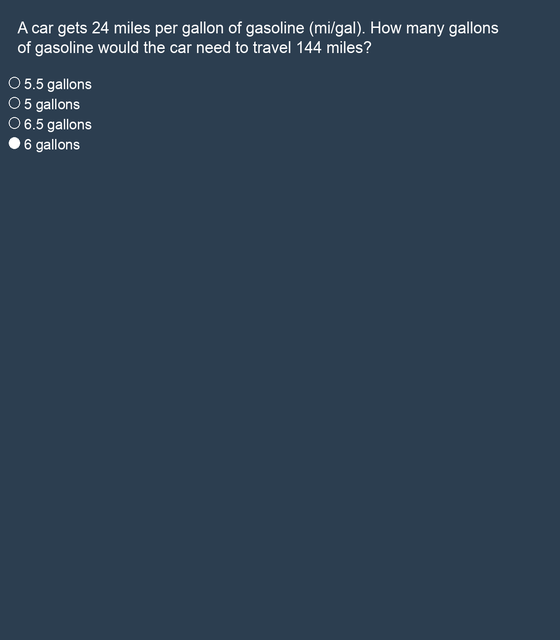 A car gets 24 miles per gallon of gasoline (mi/gal). How many gallons
of gasoline would the car need to travel 144 miles?
5.5 gallons
5 gallons
6.5 gallons
6 gallons